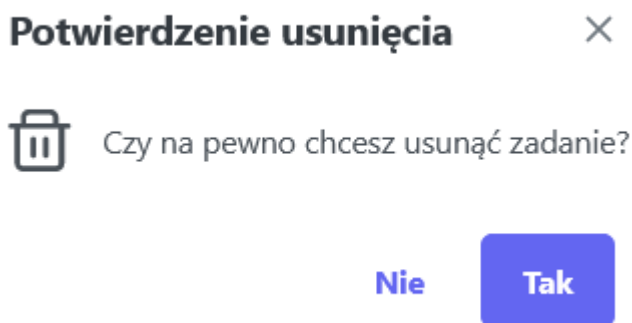 Potwierdzenie usunięcia
Czy na pewno chcesz usunąć zadanie?
Nie Tak